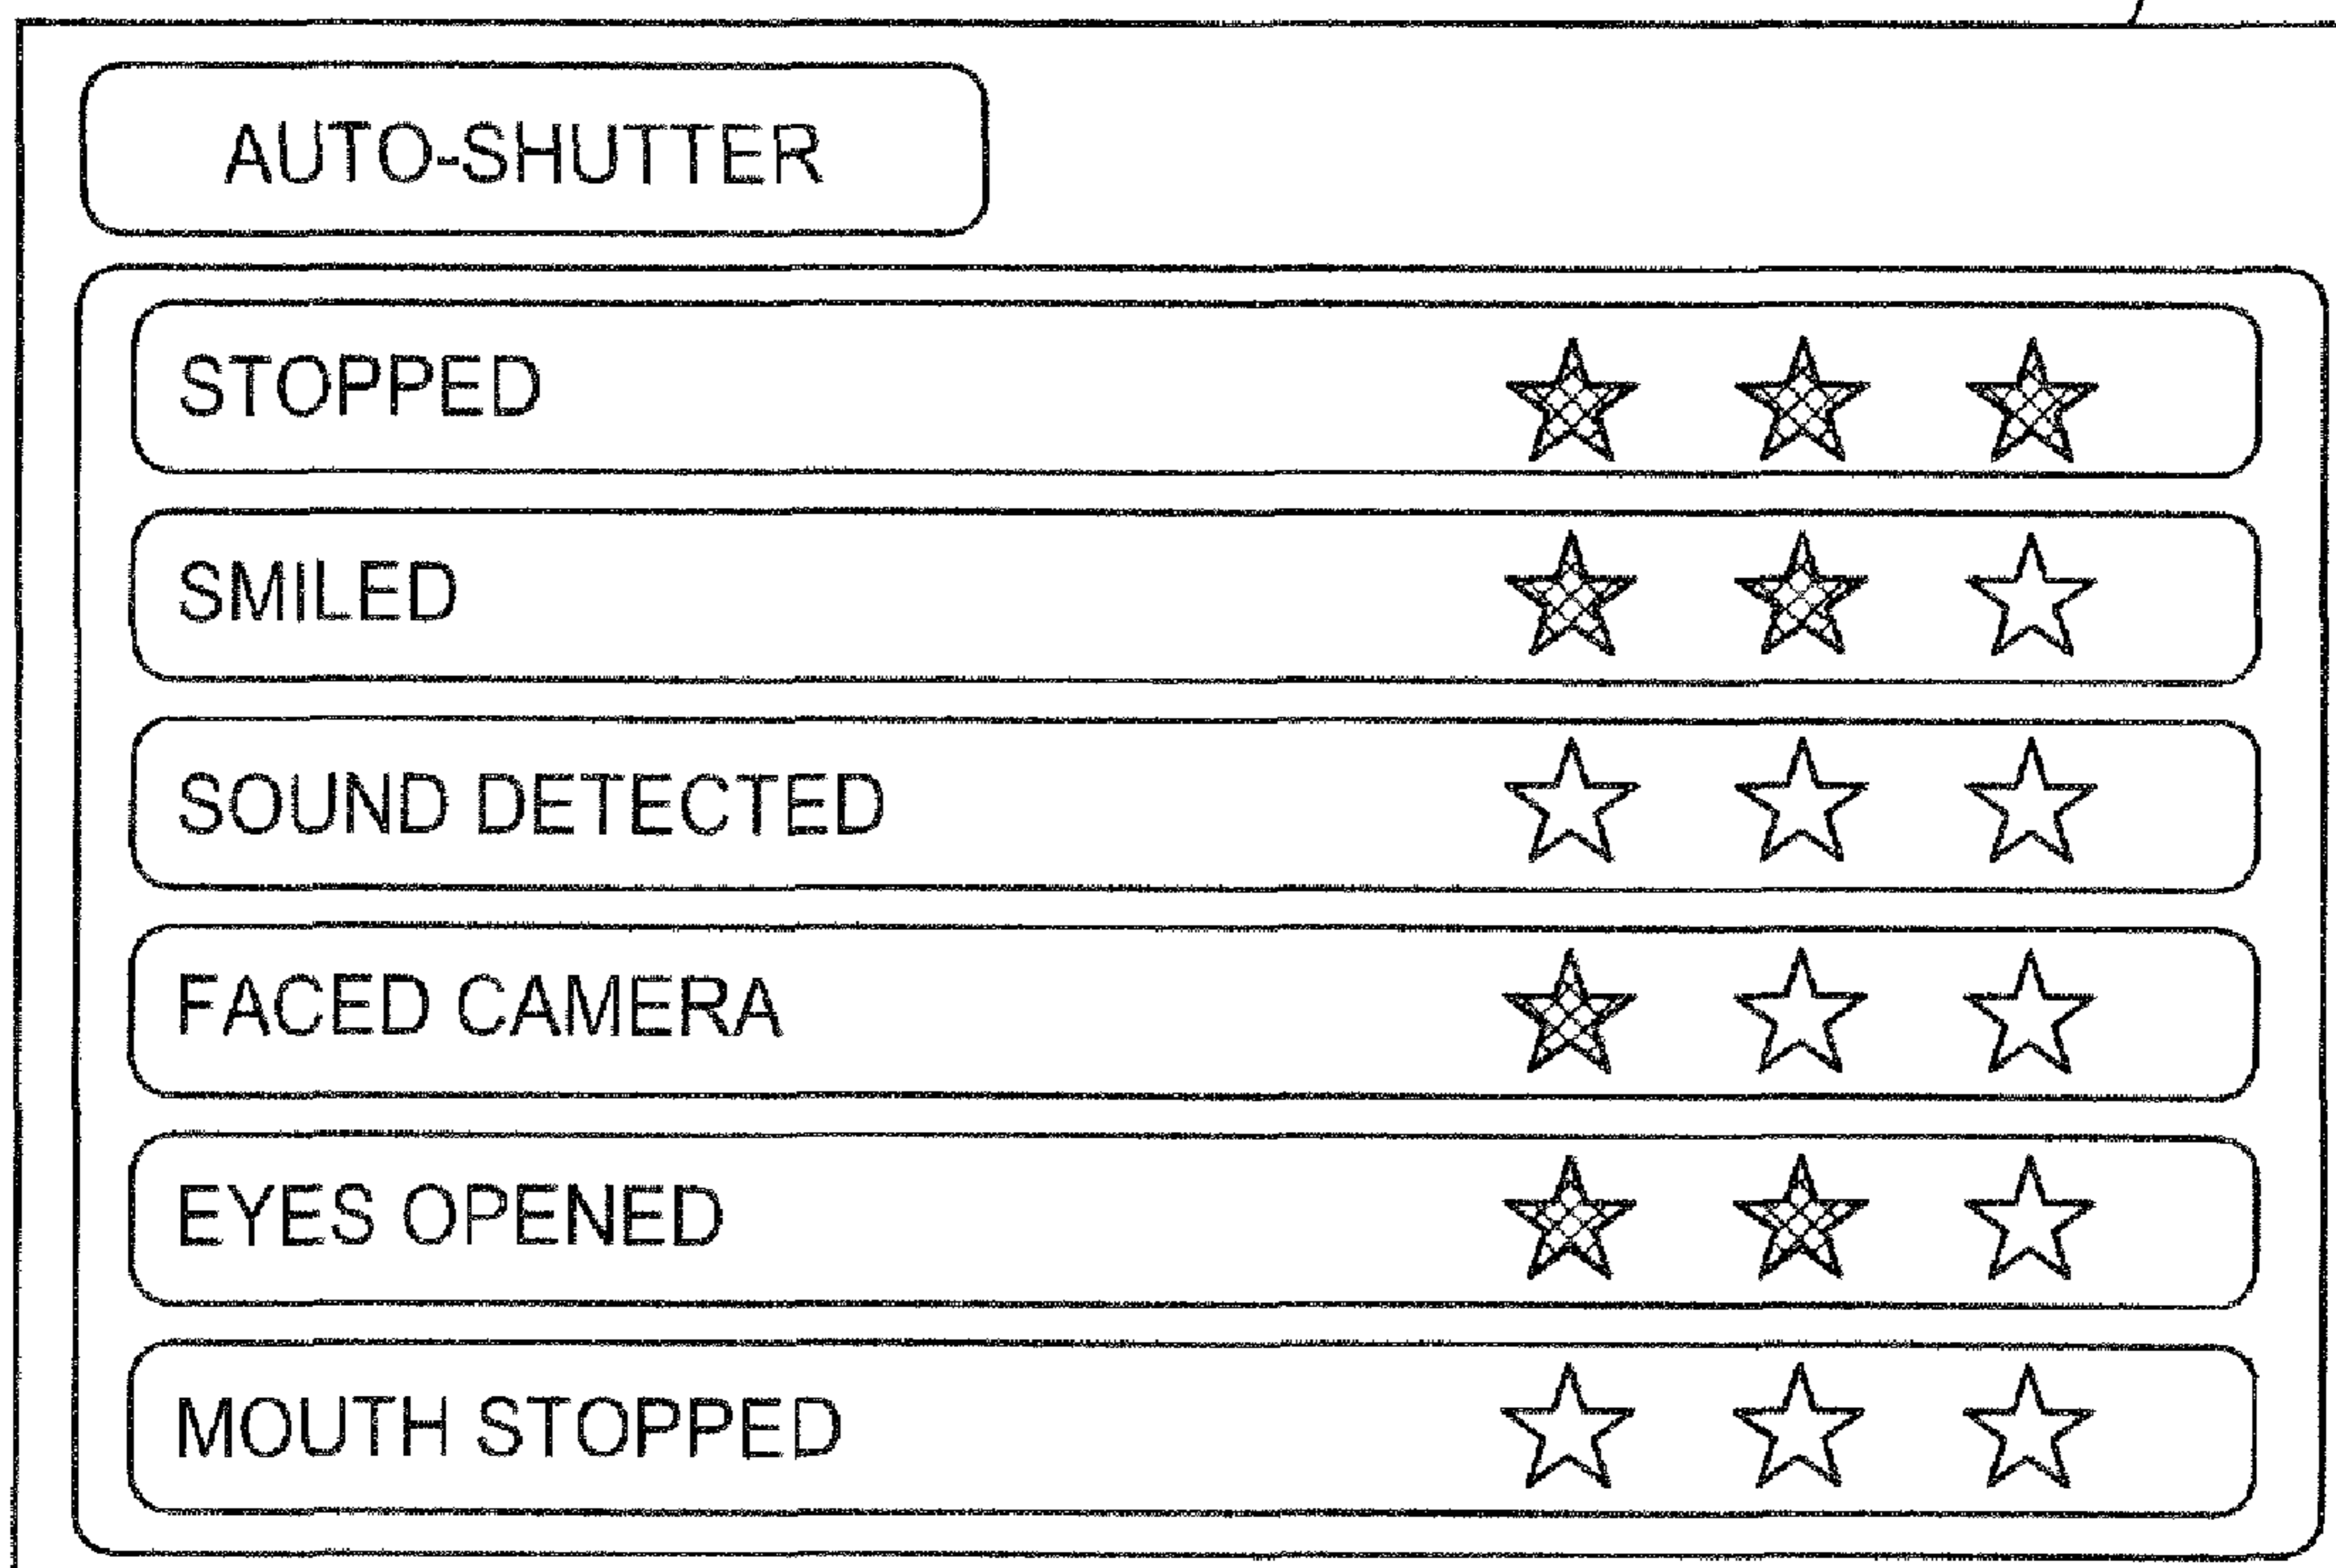 AUTO-SHUTTER
STOPPED
SMILED
SOUND DETECTED
FACED CAMERA
EYES OPENED
MOUTH STOPPED